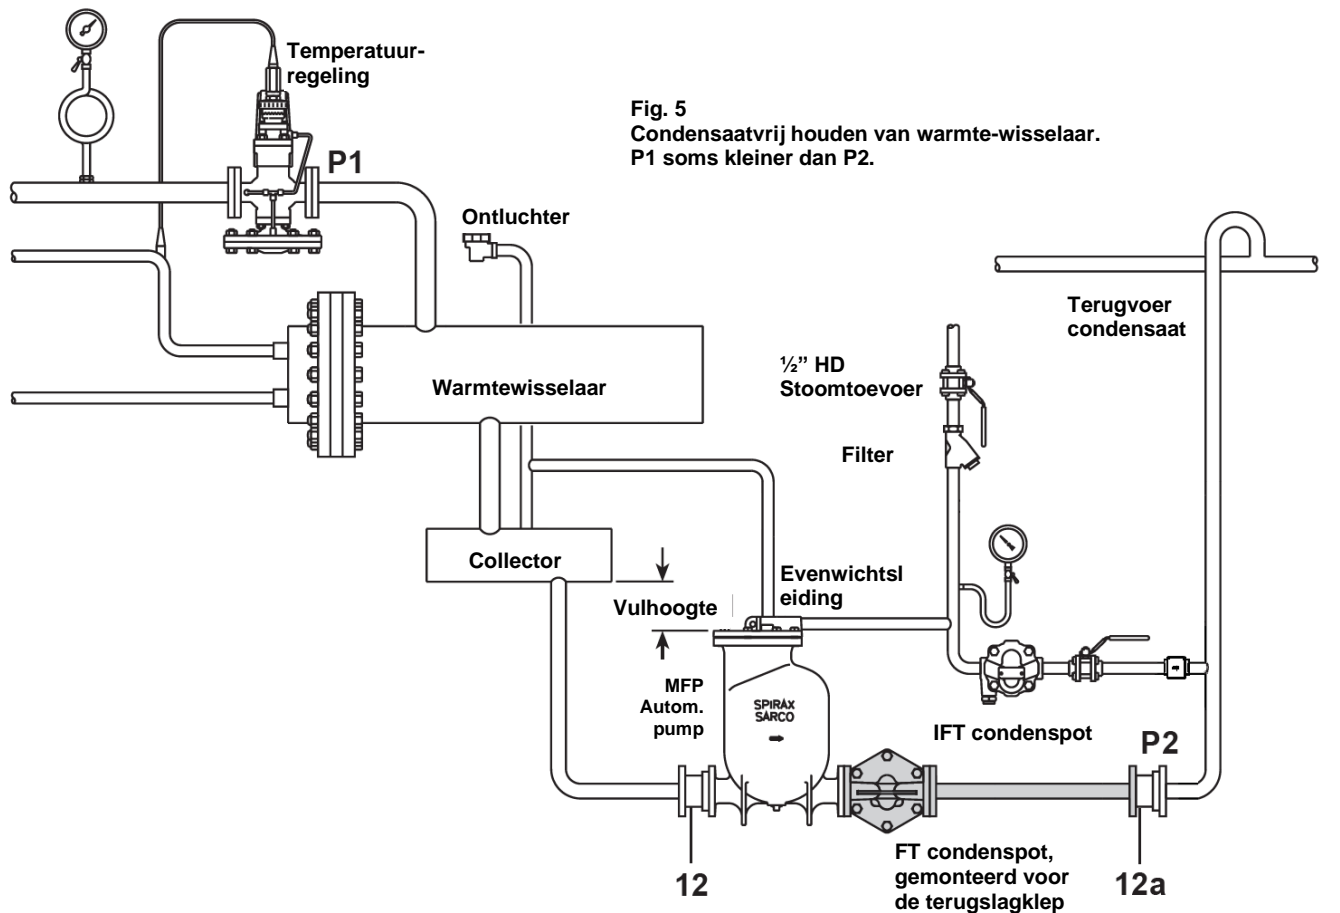 Temperatuur-
regeling
Fig. 5
Condensaatvrij houden van warmte-wisselaar.
P1 soms kleiner dan P2.
P1
Ontluchter
Terugvoer
condensaat
½” HD
Stoomtoevoer
Warmtewisselaar
Filter
Collector
Evenwichtsl
eiding
Vulhoogte
MFP
Autom.
pump
SPIRAX
SARCO
IFT condenspot
P2
FT condenspot,
gemonteerd voor
de terugslagklep
12
12a